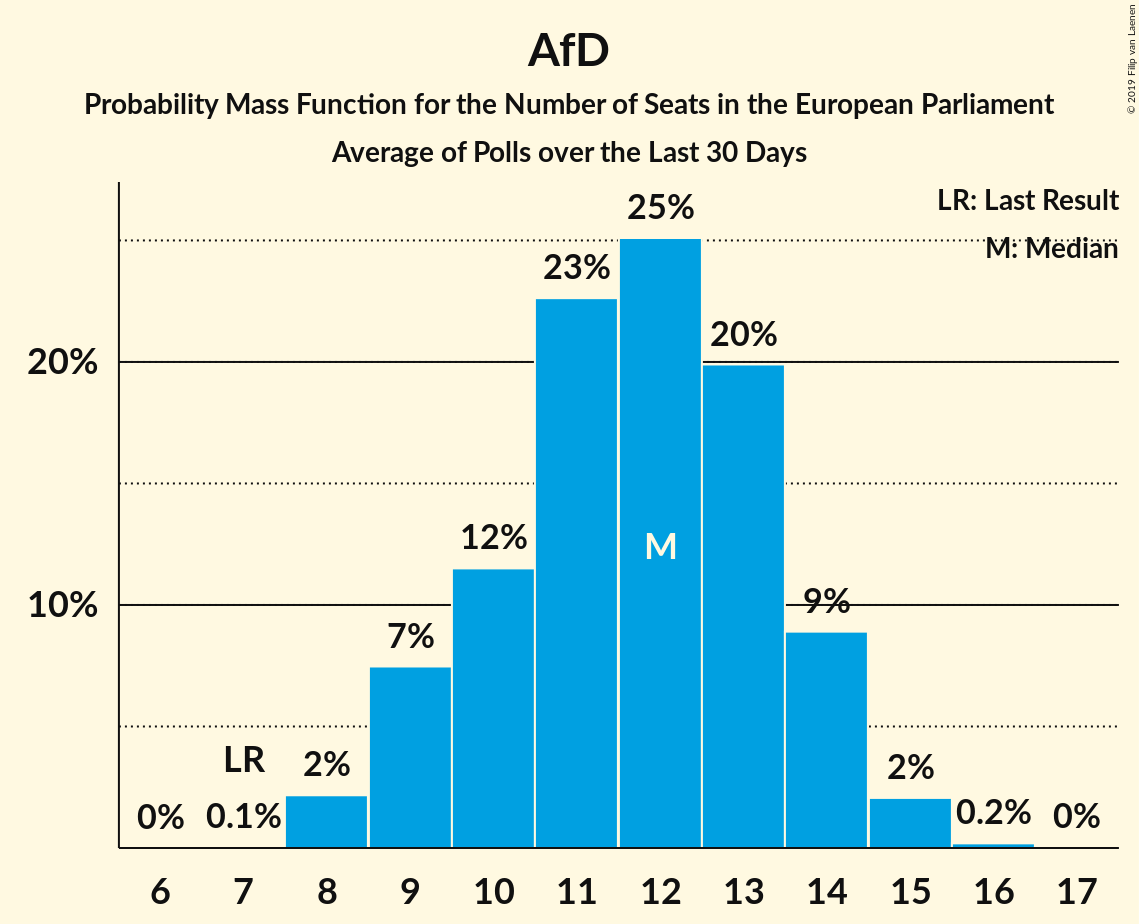 AfD
Probability Mass Function for the Number of Seats in the European Parliament
Average of Polls over the Last 30 Days
© 2019 Filip van Laenen
LR: Last Result
M: Median
25%
23%
20%
20%
12%
M
10%
9%
7%
LR
2%
2%
0%
0.1%
0.2%
0%
6 7 8 9 10 11 12 13 14 15 16 17